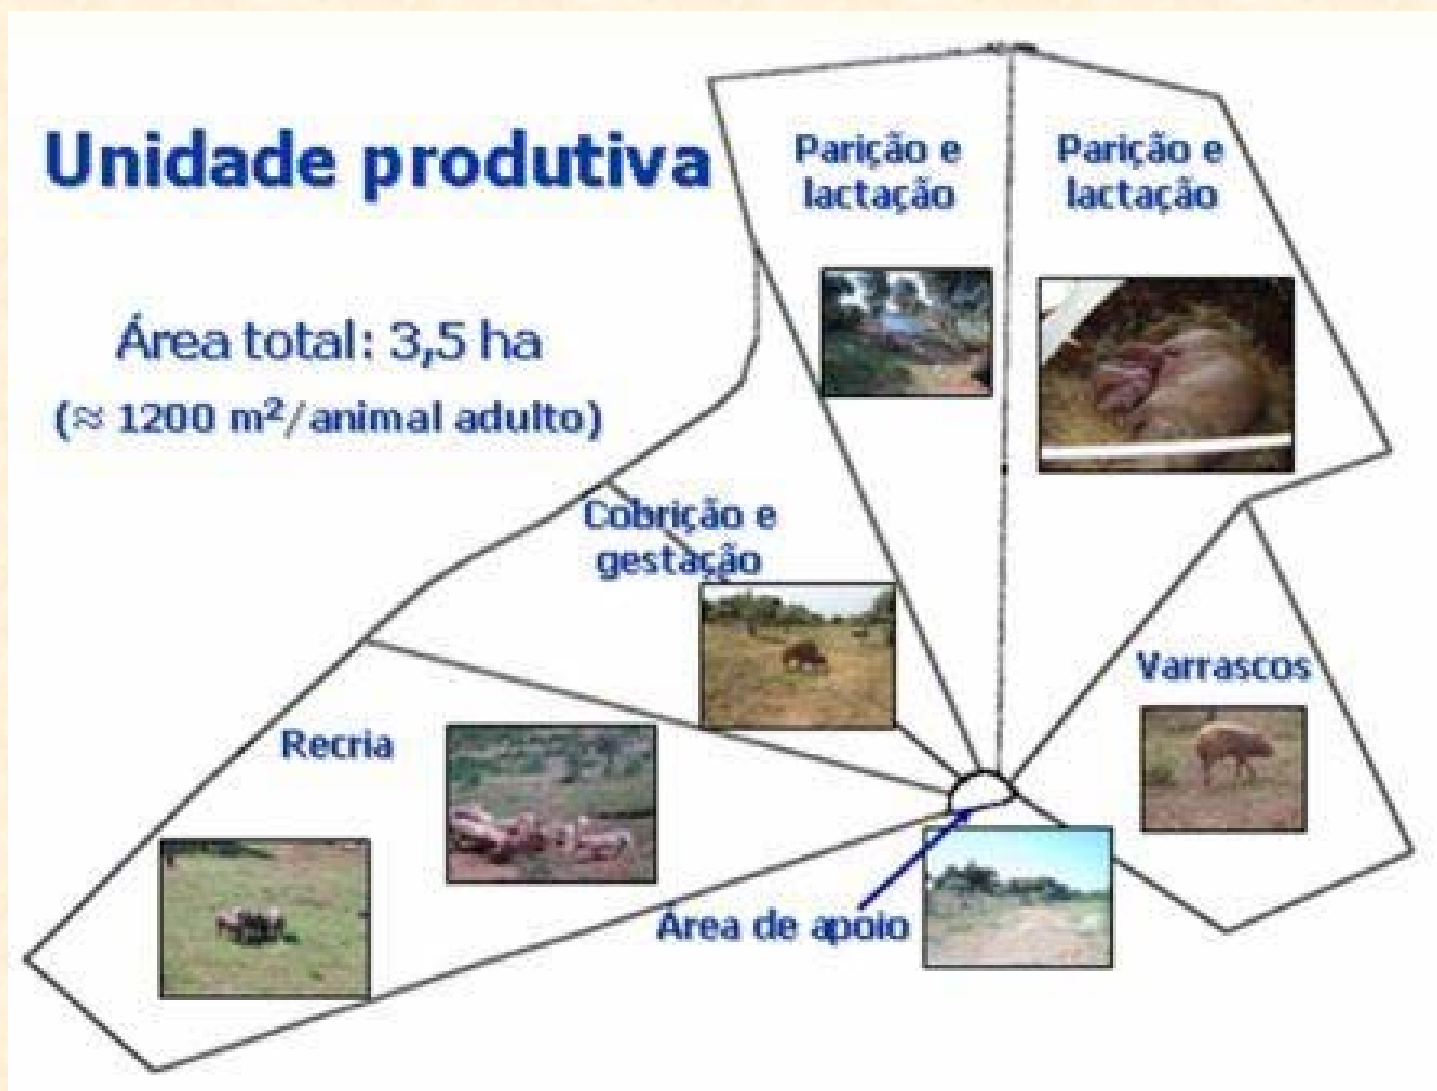 Unidade produtiva
Área total: 3,5 ha
(≈ 1200 m²/animal adulto)
Parição e
lactação
Parição e
lactação
Cobrição e
gestação
Varrascos
Recria
Área de apoio